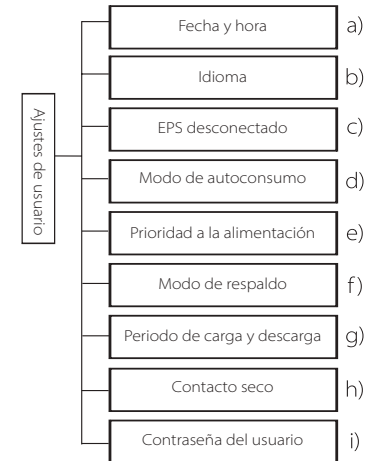 Ajustes de usuario
Fecha y hora a)
Idioma b)
EPS desconectado c)
Modo de autoconsumo d)
Prioridad a la alimentación e)
Modo de respaldo f)
Periodo de carga y descarga g)
Contacto seco h)
Contraseña del usuario i)